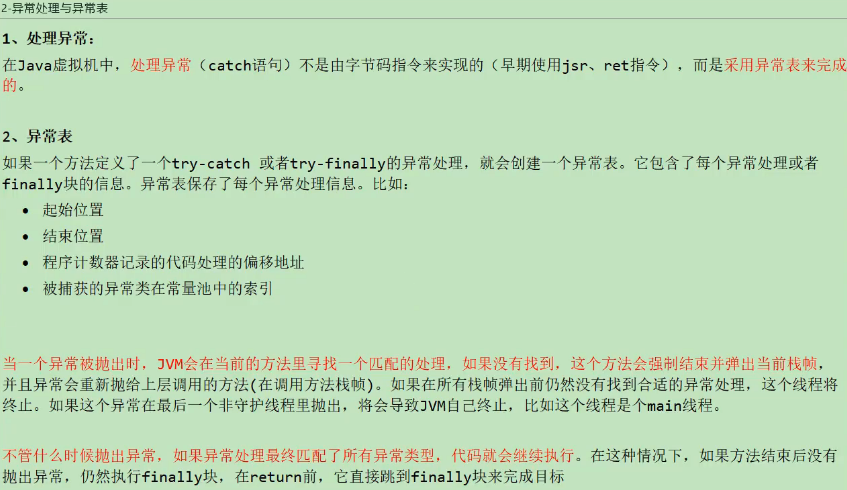 2-异常处理与异常表
1、处理异常：
在Java虚拟机中，处理异常（catch语句）不是由字节码指令来实现的（早期使用jsr、ret指令），而是采用异常表来完成
的。
2、异常表
如果一个方法定义了一个try-catch 或者try-finally的异常处理，就会创建一个异常表。它包含了每个异常处理或者
finally块的信息。异常表保存了每个异常处理信息。比如：
• 起始位置
• 结束位置
• 程序计数器记录的代码处理的偏移地址
• 被捕获的异常类在常量池中的索引
当一个异常被抛出时，JVM会在当前的方法里寻找一个匹配的处理，如果没有找到，这个方法会强制结束并弹出当前栈帧，
并且异常会重新抛给上层调用的方法(在调用方法栈帧)。如果在所有栈帧弹出前仍然没有找到合适的异常处理，这个线程将
终止。如果这个异常在最后一个非守护线程里抛出，将会导致JVM自己终止，比如这个线程是个main线程。
不管什么时候抛出异常，如果异常处理最终匹配了所有异常类型，代码就会继续执行。在这种情况下，如果方法结束后没有
抛出异常，仍然执行finally块，在return前，它直接跳到finally块来完成目标